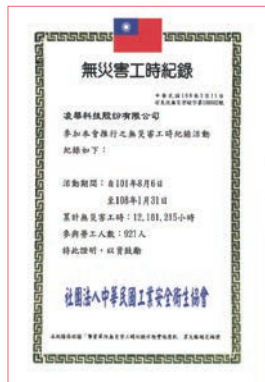 無災害工時紀錄
凌華科技股份有限公司
參加本會推行之無災害工時紀錄活動
紀錄如下：
活動期間：自101年8月6日
至108年1月31日
累計無災害工時：12,181,215小時
參與勞工人數：927人
特此證明，以資鼓勵
社團法人中華民國工業安全衛生協會